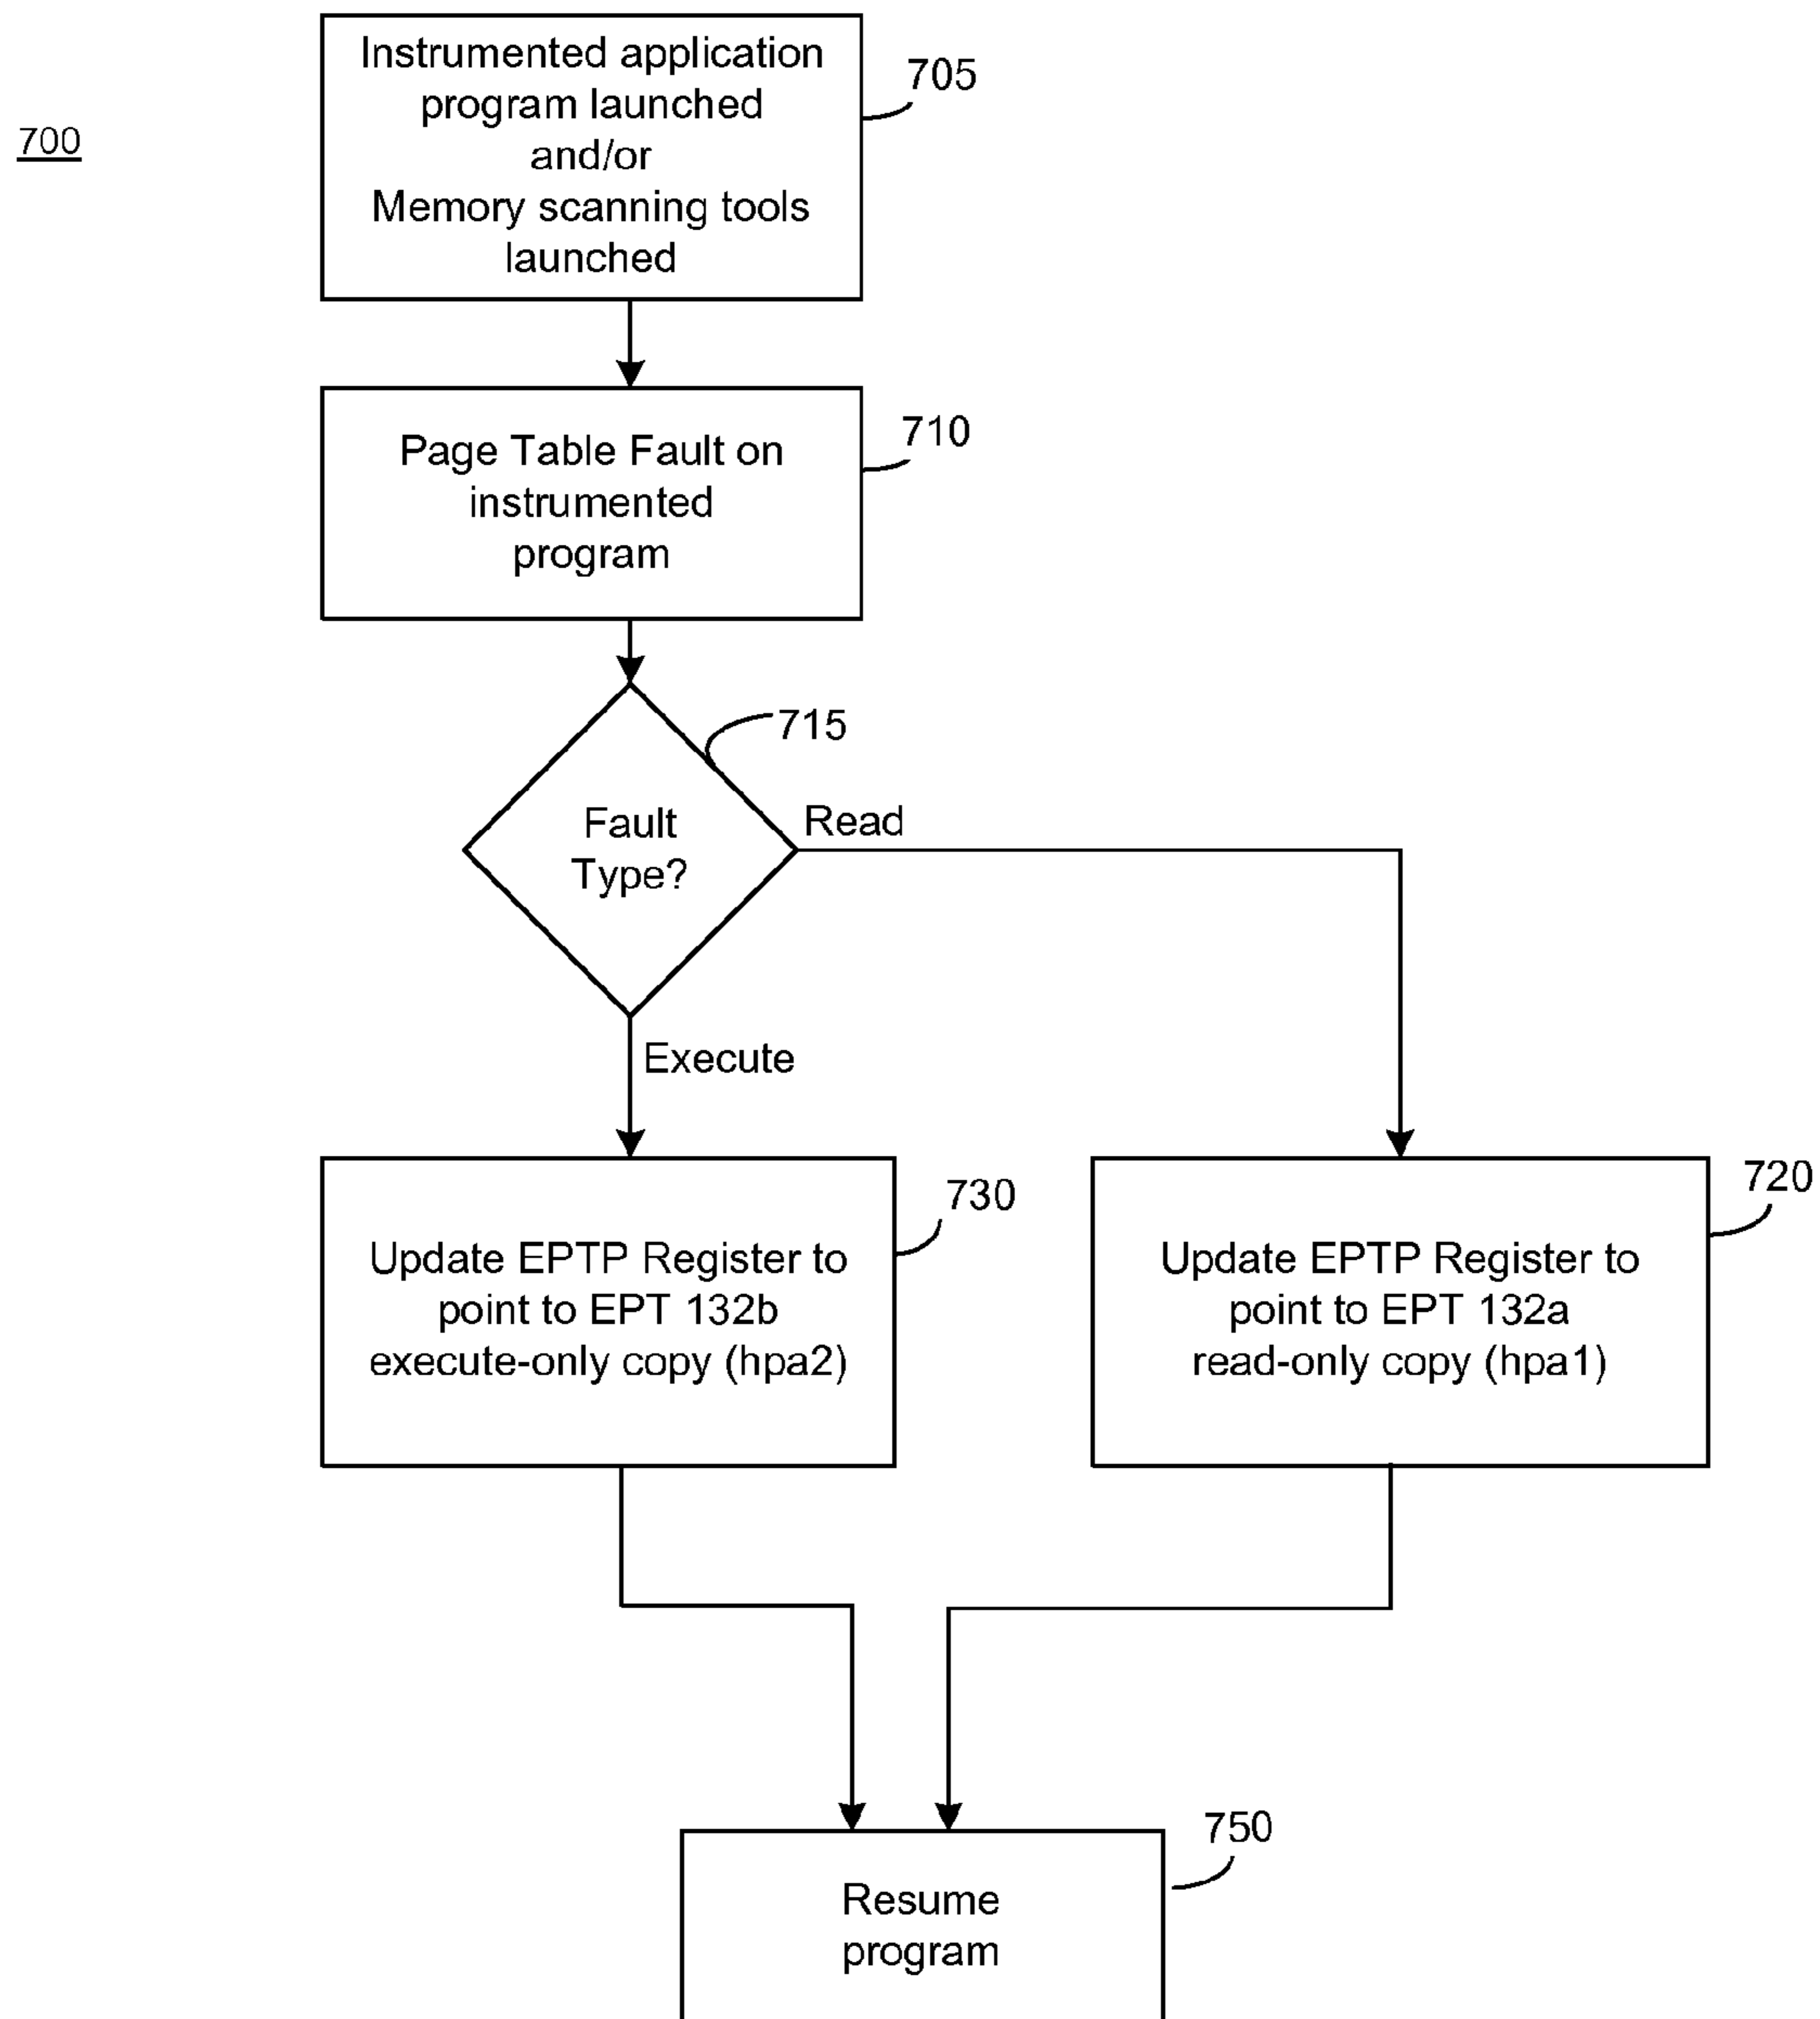 700
Instrumented application
program launched
and/or
Memory scanning tools
launched
705
Page Table Fault on
instrumented
program
710
715
Fault
Type?
Read
Execute
Update EPTP Register to
point to EPT 132b
execute-only copy (hpa2)
730
Update EPTP Register to
point to EPT 132a
read-only copy (hpa1)
720
Resume
program
750